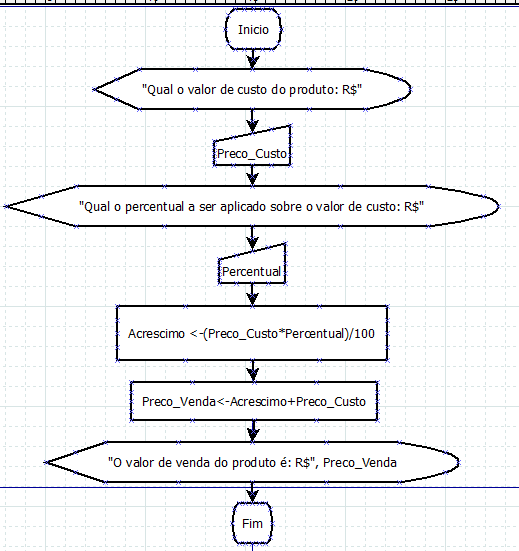 Inicio
"Qual o valor de custo do produto: R$"
Preco_Custo
"Qual o percentual a ser aplicado sobre o valor de custo: R$"
Percentual
Acrescimo <-(Preco_Custo*Percentual)/100
Preco_Venda<-Acrescimo+Preco_Custo
"O valor de venda do produto é: R$", Preco_Venda
Fim